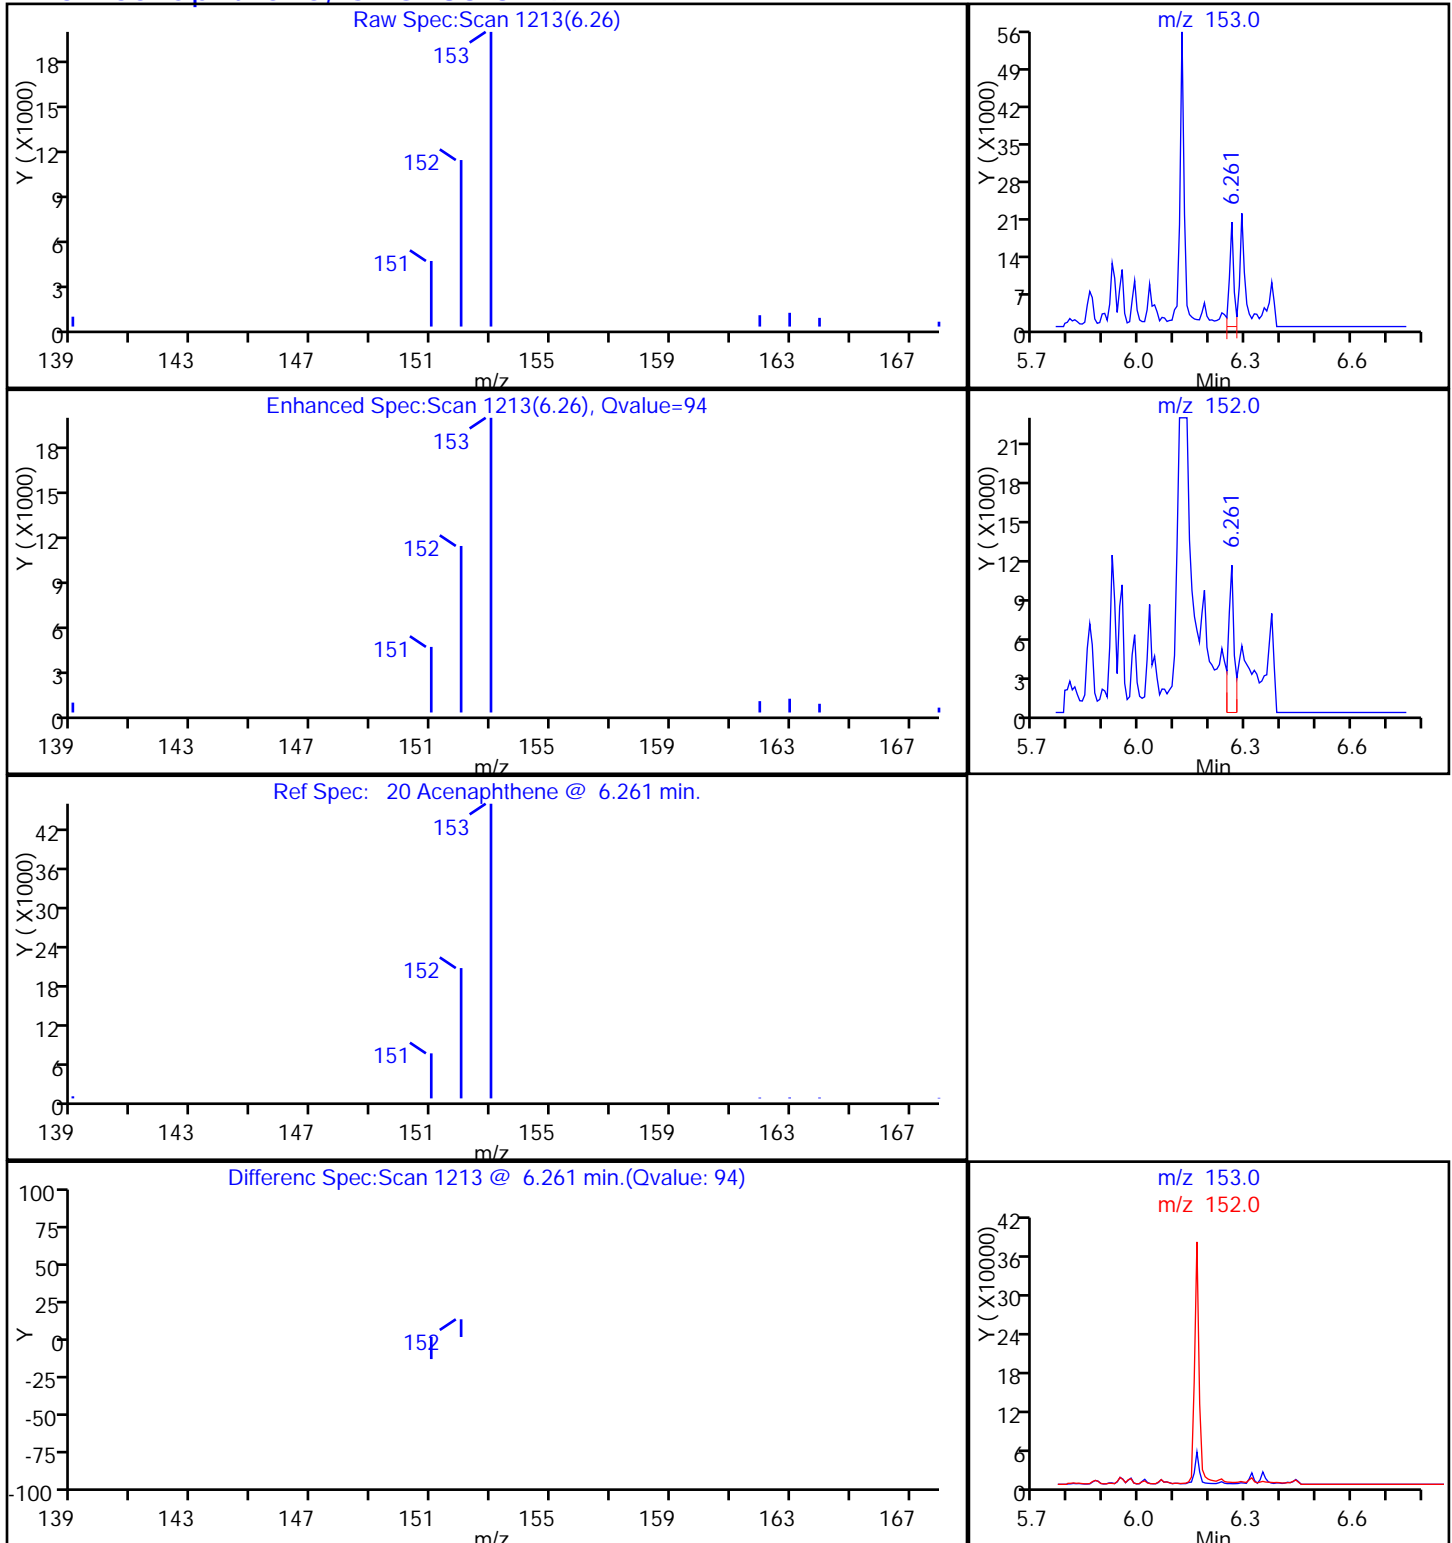 Raw Spec:Scan 1213(6.26)
Y ( X1000)
18
15
12
9
6
3
0
153
152
151
139 143 147 151 155 159 163 167
m/z
m/z 153.0
Y ( X1000)
56
49
42
35
28
21
14
7
0
6.261
5.7 6.0 6.3 6.6
Min
Enhanced Spec:Scan 1213(6.26), Qvalue=94
Y ( X1000)
18
15
12
9
6
3
0
153
152
151
139 143 147 151 155 159 163 167
m/z
m/z 152.0
Y ( X1000)
21
18
15
12
9
6
3
0
6.261
5.7 6.0 6.3 6.6
Min
Ref Spec: 20 Acenaphthene @ 6.261 min.
Y ( X1000)
42
36
30
24
18
12
6
0
153
152
151
139 143 147 151 155 159 163 167
m/z
Differenc Spec:Scan 1213 @ 6.261 min.(Qvalue: 94)
Y
100
75
50
25
0
-25
-50
-75
-100
152
139 143 147 151 155 159 163 167
m/z
m/z 153.0
m/z 152.0
Y ( X10000)
42
36
30
24
18
12
6
0
5.7 6.0 6.3 6.6
Min